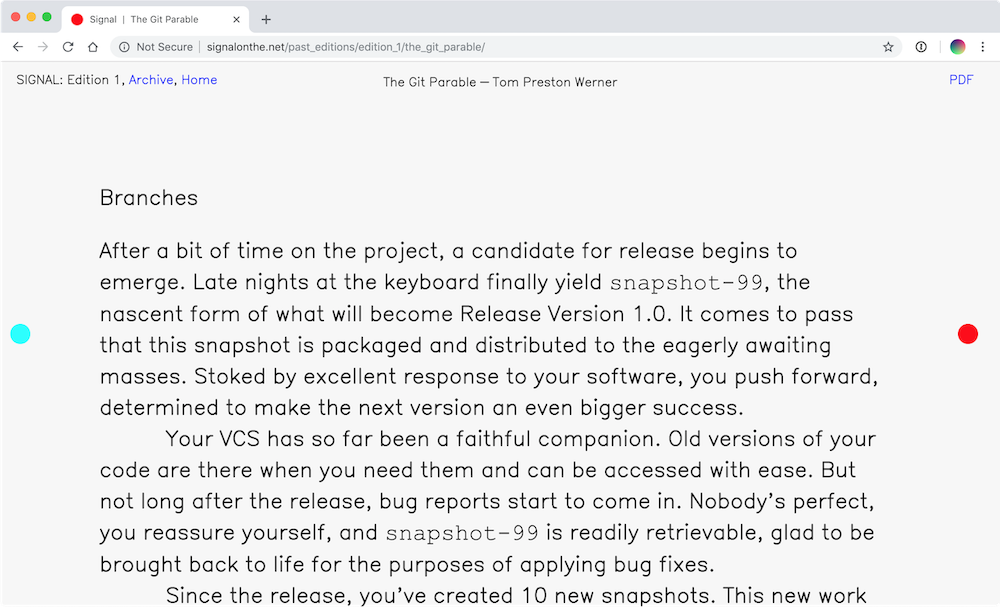 Signal | The Git Parable
Not Secure | signalonthe.net/past_editions/edition_1/the_git_parable/
SIGNAL: Edition 1, Archive, Home
The Git Parable — Tom Preston Werner
PDF
Branches
After a bit of time on the project, a candidate for release begins to
emerge. Late nights at the keyboard finally yield snapshot-99, the
nascent form of what will become Release Version 1.0. It comes to pass
that this snapshot is packaged and distributed to the eagerly awaiting
masses. Stoked by excellent response to your software, you push forward,
determined to make the next version an even bigger success.
Your VCS has so far been a faithful companion. Old versions of your
code are there when you need them and can be accessed with ease. But
not long after the release, bug reports start to come in. Nobody’s perfect,
you reassure yourself, and snapshot-99 is readily retrievable, glad to be
brought back to life for the purposes of applying bug fixes.
Since the release, you’ve created 10 new snapshots. This new work